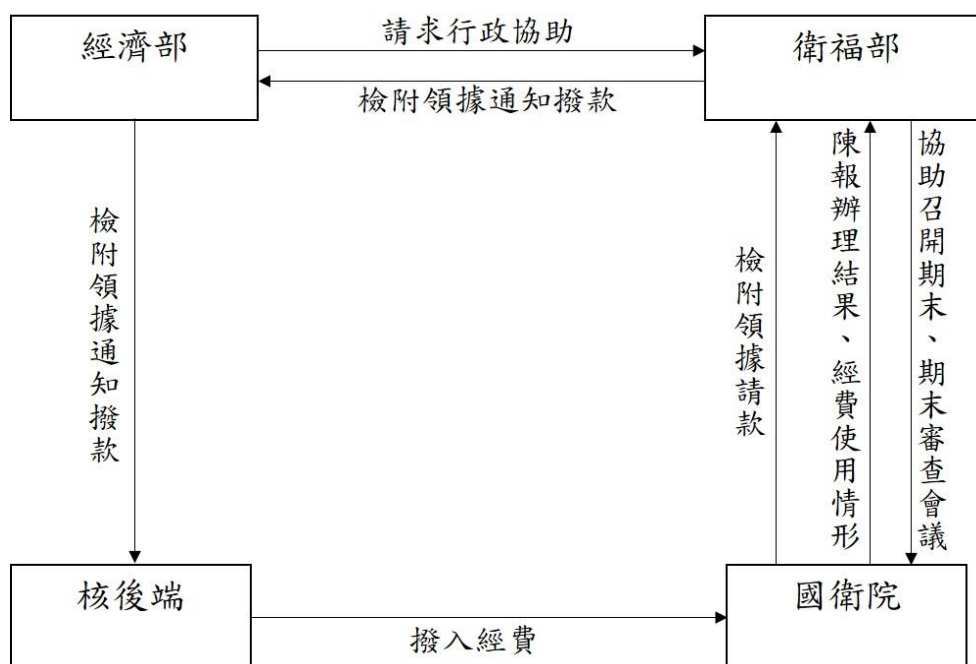 經濟部
請求行政協助
衛福部
檢附領據通知撥款
檢附領據通知撥款
檢附領據請款
陳報辦理結果、經費使用情形
協助召開期末、期末審查會議
核後端
撥入經費
國衛院